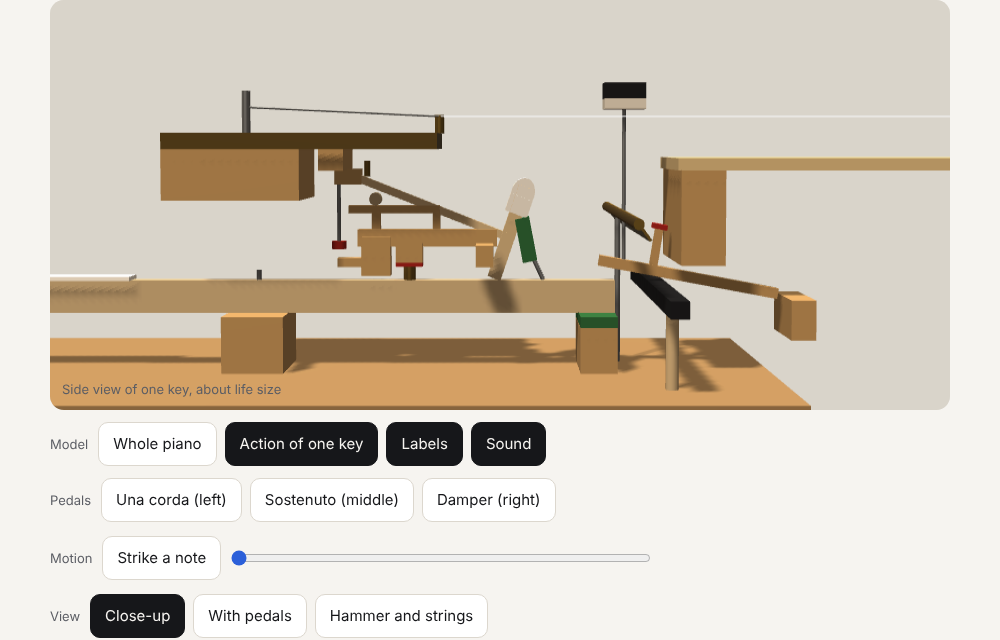 Side view of one key, about life size
Model Whole piano Action of one key Labels Sound
Pedals Una corda (left) Sostenuto (middle) Damper (right)
Motion Strike a note
View Close-up With pedals Hammer and strings